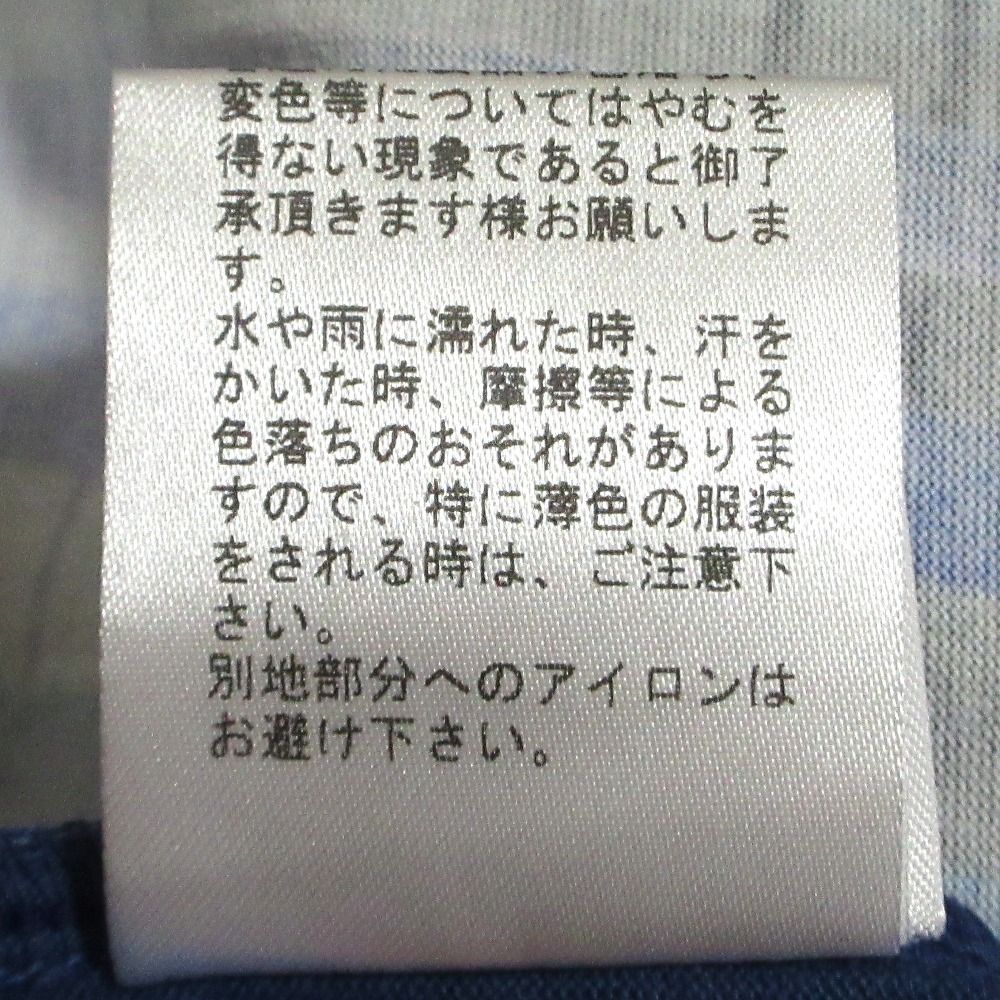 変色等についてはやむを
得ない現象であると御了
承頂きます様お願いしま
す。
水や雨に濡れた時、汗を
かいた時、摩擦等による
色落ちのおそれがありま
すので、特に薄色の服装
をされる時は、ご注意下
さい。
別地部分へのアイロンは
お避け下さい。